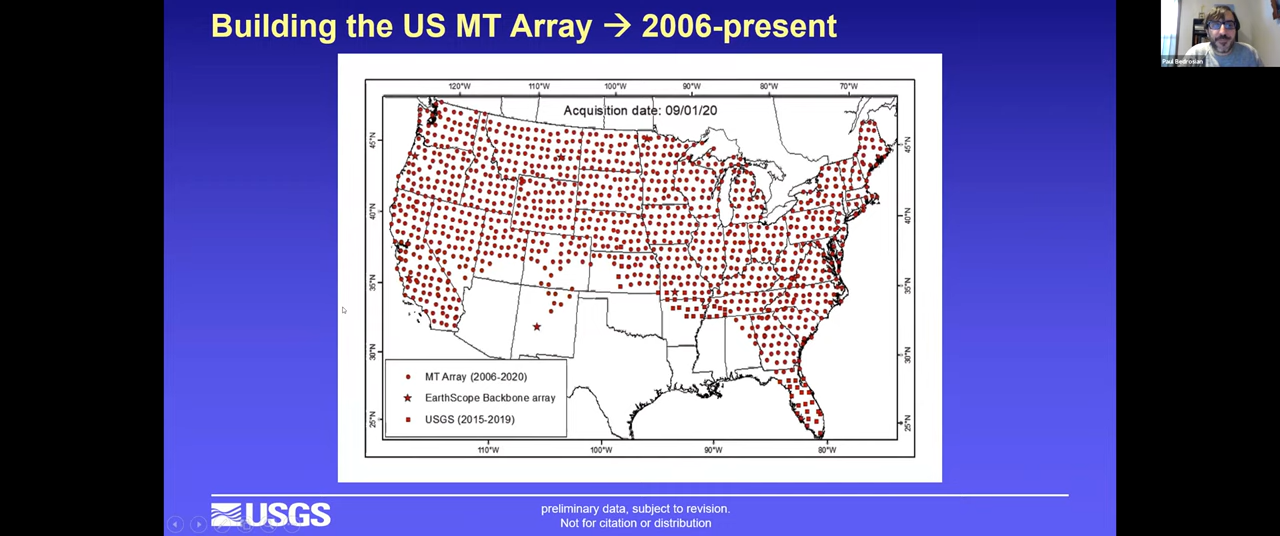 Building the US MT Array → 2006-present
Paul Bedrosian
120°W 110°W 100°W 90°W 80°W 70°W
Acquisition date: 09/01/20
45°N 45°N
40°N 40°N
35°N 35°N
30°N 30°N
25°N 25°N
MT Array (2006-2020)
EarthScope Backbone array
USGS (2015-2019)
110°W 100°W 90°W 80°W
USGS
preliminary data, subject to revision.
Not for citation or distribution